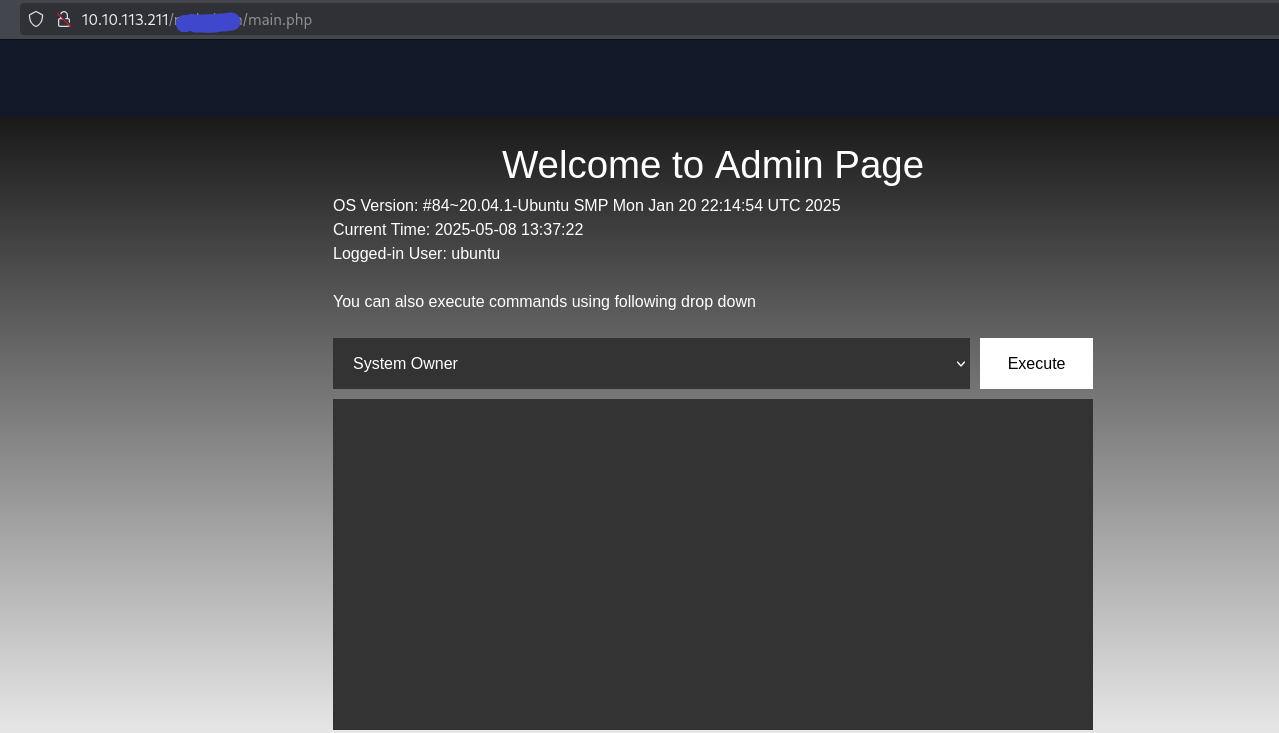 10.10.113.211/ /main.php
Welcome to Admin Page
OS Version: #84~20.04.1-Ubuntu SMP Mon Jan 20 22:14:54 UTC 2025
Current Time: 2025-05-08 13:37:22
Logged-in User: ubuntu
You can also execute commands using following drop down
System Owner
Execute